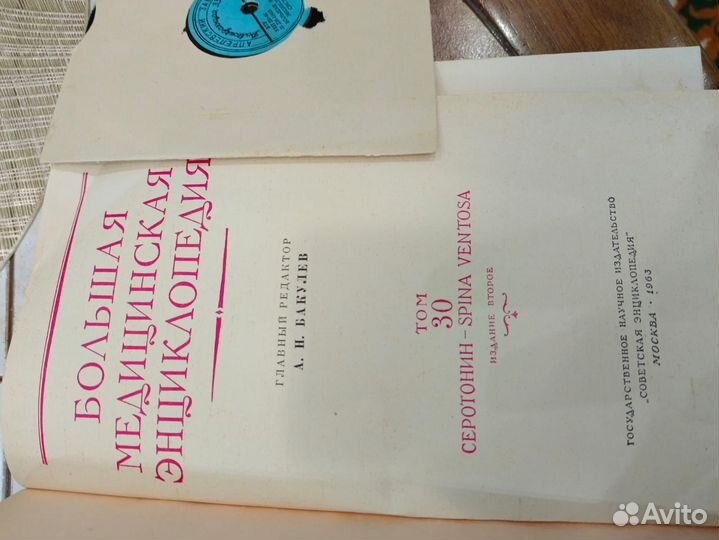 БОЛЬШАЯ
МЕДИЦИНСКАЯ
ЭНЦИКЛОПЕДИЯ
ГЛАВНЫЙ РЕДАКТОР
А. Н. БАКУЛЕВ
ТОМ
30
СЕРОТОНИН – SPINA VENTOSA
ИЗДАНИЕ ВТОРОЕ
ГОСУДАРСТВЕННОЕ НАУЧНОЕ ИЗДАТЕЛЬСТВО
„СОВЕТСКАЯ ЭНЦИКЛОПЕДИЯ"
МОСКВА · 1963
Avito